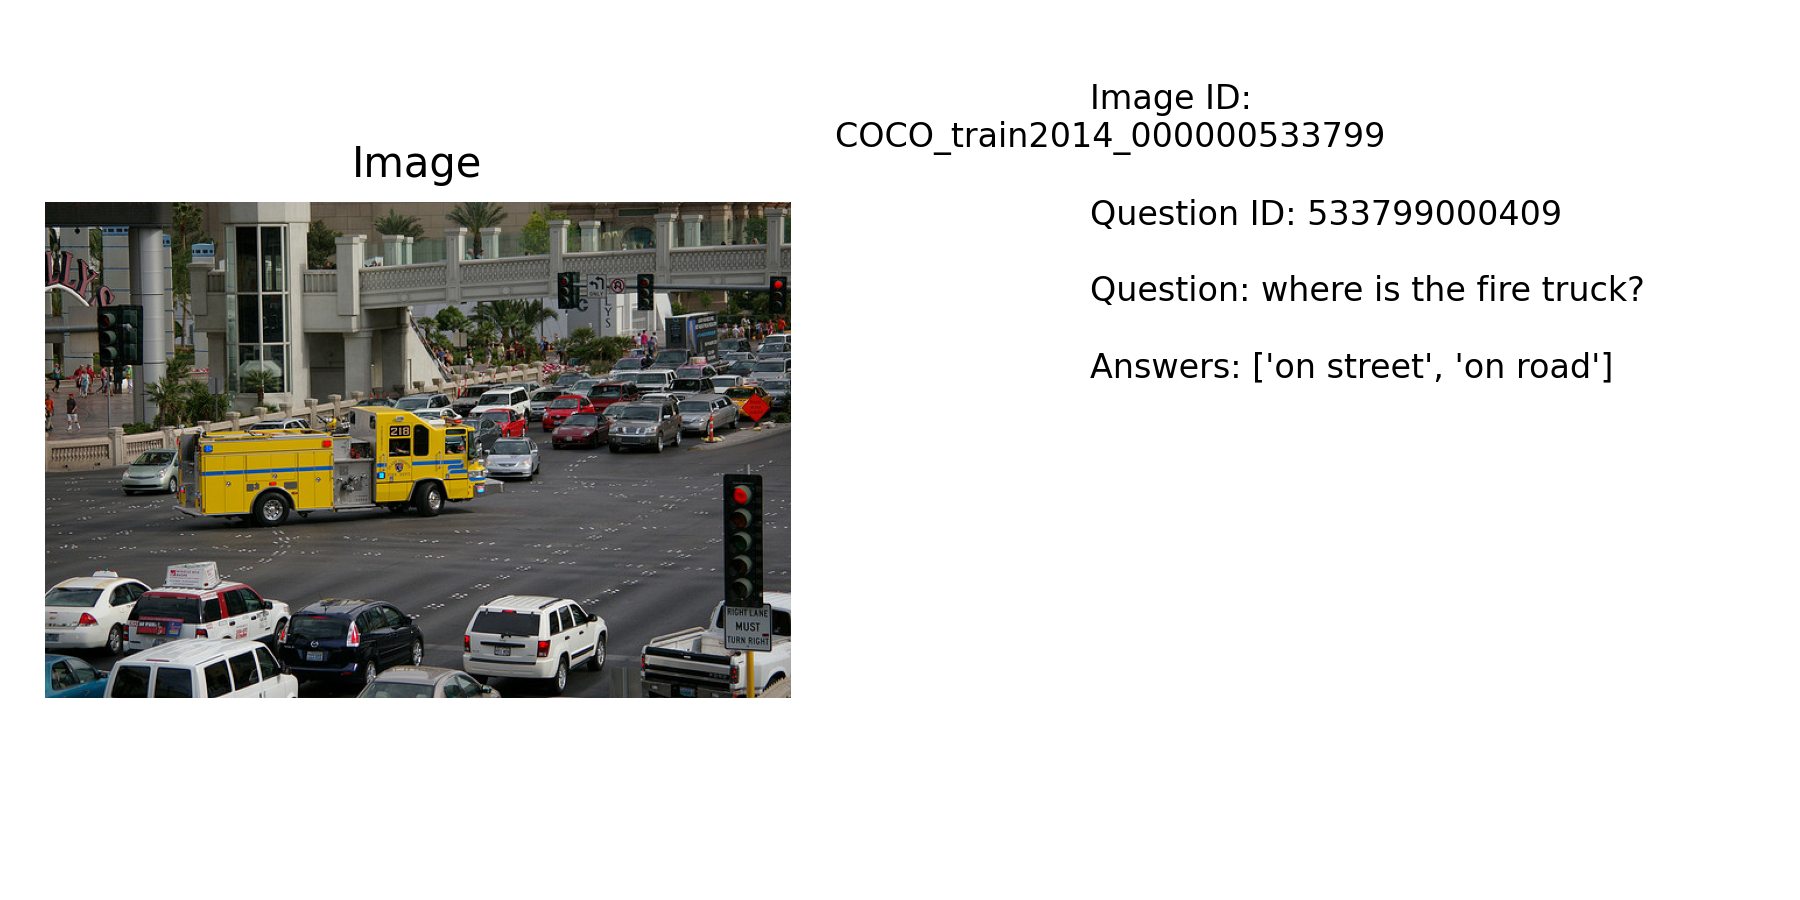 Image ID:
COCO_train2014_000000533799
Image
Question ID: 533799000409
Question: where is the fire truck?
Answers: ['on street', 'on road']
218
ONLY
RIGHT LANE
MUST
TURN RIGHT